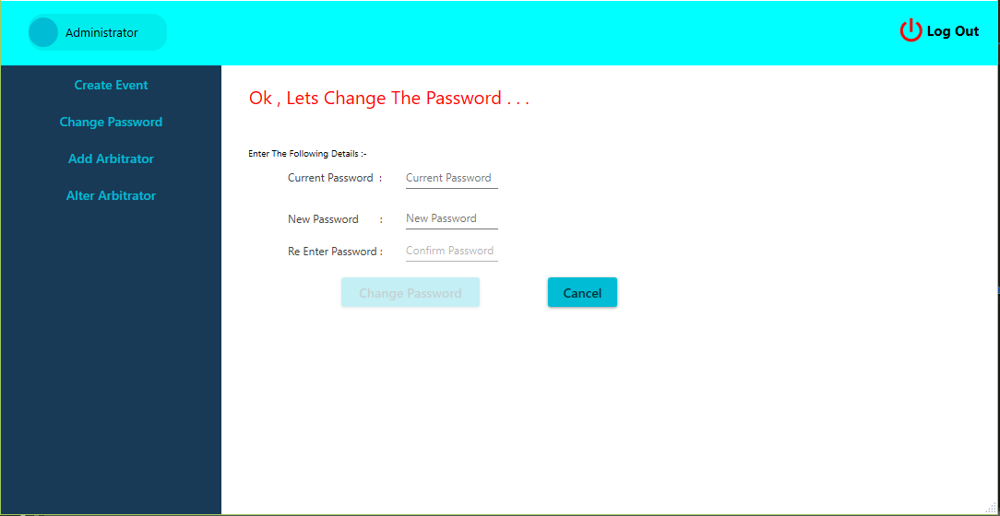 Administrator
Log Out
Create Event
Change Password
Add Arbitrator
Alter Arbitrator
Ok , Lets Change The Password . . .
Enter The Following Details :-
Current Password : Current Password
New Password : New Password
Re Enter Password : Confirm Password
Change Password
Cancel